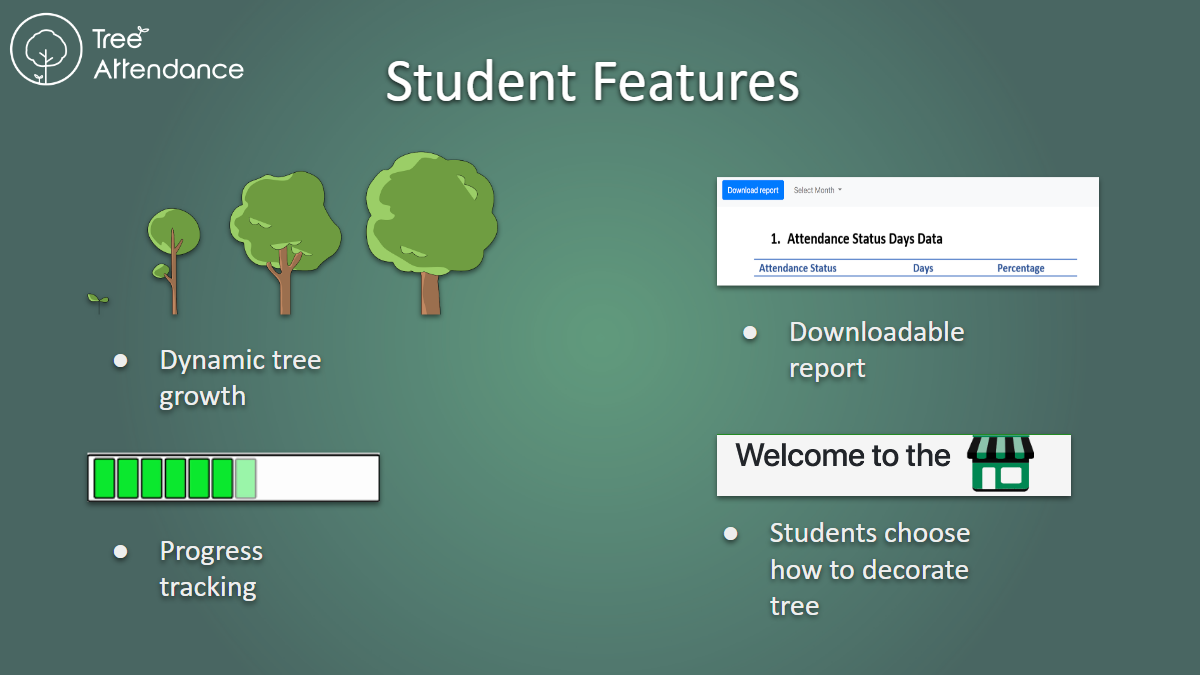 Tree
Attendance
Student Features
Dynamic tree
growth
Progress
tracking
Download report Select Month
1. Attendance Status Days Data
Attendance Status Days Percentage
Downloadable
report
Welcome to the
Students choose
how to decorate
tree